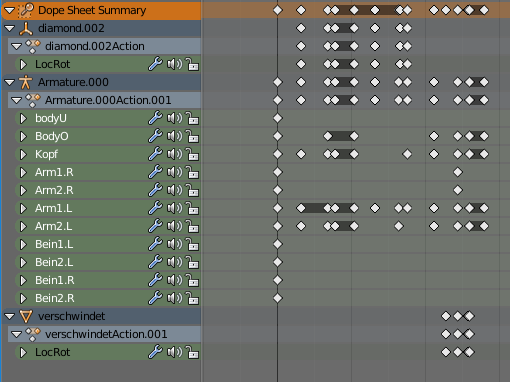 Dope Sheet Summary
diamond.002
diamond.002Action
LocRot
Armature.000
Armature.000Action.001
bodyU
BodyO
Kopf
Arm1.R
Arm2.R
Arm1.L
Arm2.L
Bein1.L
Bein2.L
Bein1.R
Bein2.R
verschwindet
verschwindetAction.001
LocRot